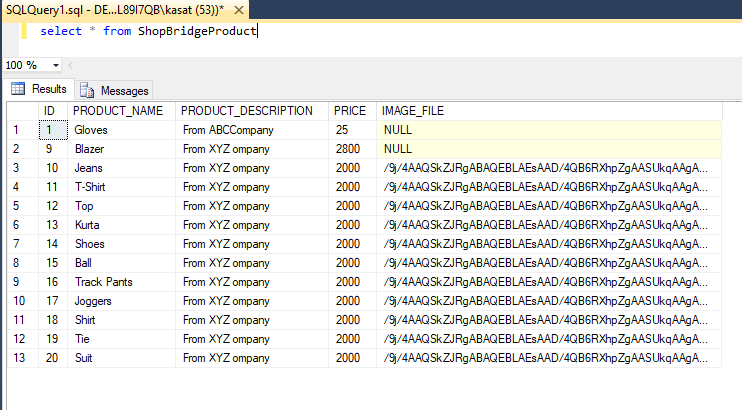 SQLQuery1.sql - DE...L89I7QB\kasat (53))* ✕
select * from ShopBridgeProduct
100 %
Results Messages
ID PRODUCT_NAME PRODUCT_DESCRIPTION PRICE IMAGE_FILE
1 1 Gloves From ABCCompany 25 NULL
2 9 Blazer From XYZ company 2800 NULL
3 10 Jeans From XYZ ompany 2000 /9j/4AAQSkZJRgABAQEBLAEsAAD/4QB6RXhpZgAASUkqAAgA...
4 11 T-Shirt From XYZ ompany 2000 /9j/4AAQSkZJRgABAQEBLAEsAAD/4QB6RXhpZgAASUkqAAgA...
5 12 Top From XYZ ompany 2000 /9j/4AAQSkZJRgABAQEBLAEsAAD/4QB6RXhpZgAASUkqAAgA...
6 13 Kurta From XYZ ompany 2000 /9j/4AAQSkZJRgABAQEBLAEsAAD/4QB6RXhpZgAASUkqAAgA...
7 14 Shoes From XYZ ompany 2000 /9j/4AAQSkZJRgABAQEBLAEsAAD/4QB6RXhpZgAASUkqAAgA...
8 15 Ball From XYZ ompany 2000 /9j/4AAQSkZJRgABAQEBLAEsAAD/4QB6RXhpZgAASUkqAAgA...
9 16 Track Pants From XYZ ompany 2000 /9j/4AAQSkZJRgABAQEBLAEsAAD/4QB6RXhpZgAASUkqAAgA...
10 17 Joggers From XYZ ompany 2000 /9j/4AAQSkZJRgABAQEBLAEsAAD/4QB6RXhpZgAASUkqAAgA...
11 18 Shirt From XYZ ompany 2000 /9j/4AAQSkZJRgABAQEBLAEsAAD/4QB6RXhpZgAASUkqAAgA...
12 19 Tie From XYZ ompany 2000 /9j/4AAQSkZJRgABAQEBLAEsAAD/4QB6RXhpZgAASUkqAAgA...
13 20 Suit From XYZ ompany 2000 /9j/4AAQSkZJRgABAQEBLAEsAAD/4QB6RXhpZgAASUkqAAgA...